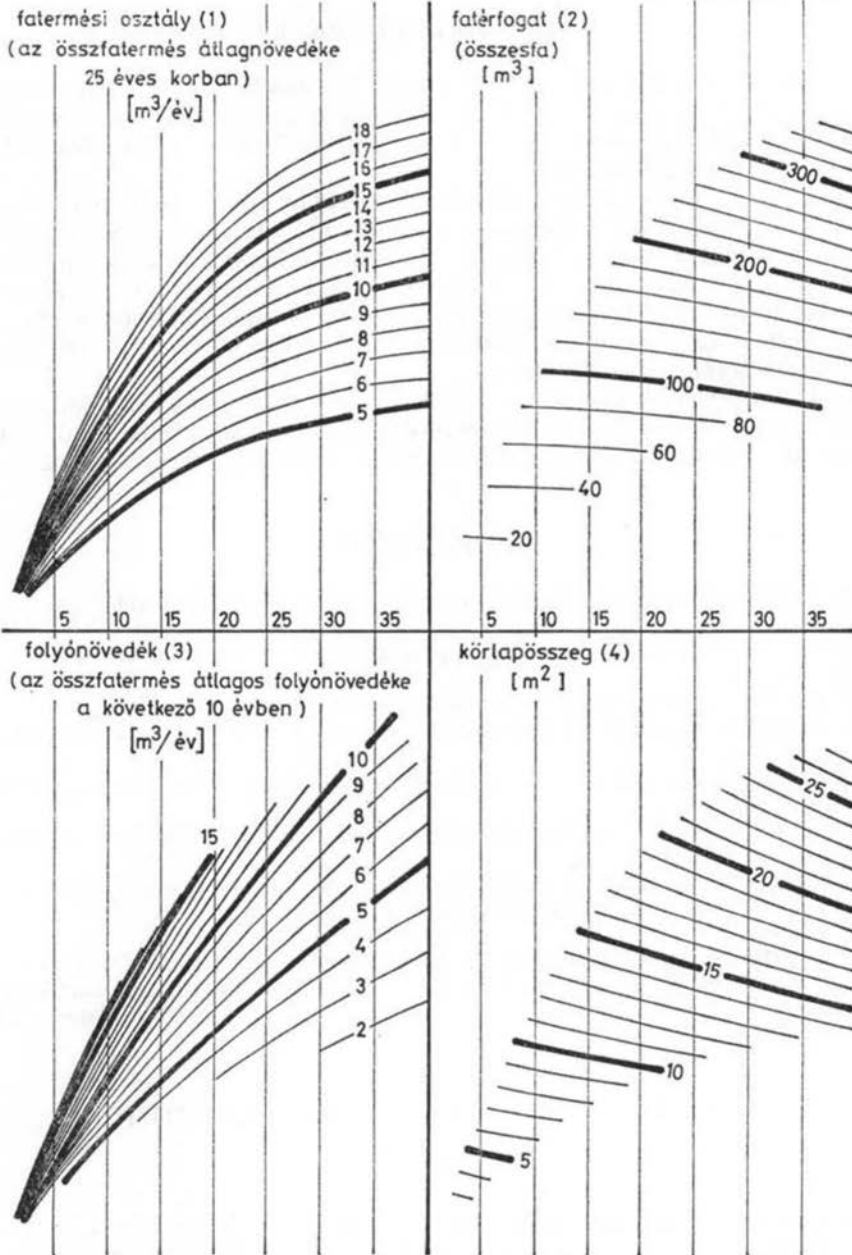 fatermési osztály (1)
(az összfatermés átlagnövedéke
25 éves korban)
[m³/év]
18
17
16
15
14
13
12
11
10
9
8
7
6
5
fatérfogat (2)
(összesfa)
[m³]
300
200
100
80
60
40
20
5 10 15 20 25 30 35
5 10 15 20 25 30 35
folyónövedék (3)
(az összfatermés átlagos folyónövedéke
a következő 10 évben)
[m³/év]
15
10
9
8
7
6
5
4
3
2
körlapösszeg (4)
[m²]
25
20
15
10
5